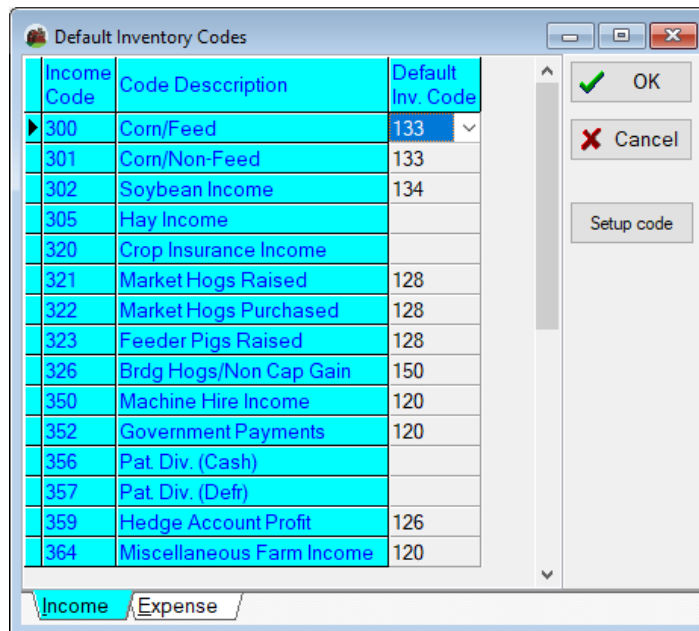 Default Inventory Codes
Income Code Code Desccription Default Inv. Code
300 Corn/Feed 133
301 Corn/Non-Feed 133
302 Soybean Income 134
305 Hay Income
320 Crop Insurance Income
321 Market Hogs Raised 128
322 Market Hogs Purchased 128
323 Feeder Pigs Raised 128
326 Brdg Hogs/Non Cap Gain 150
350 Machine Hire Income 120
352 Government Payments 120
356 Pat. Div. (Cash)
357 Pat. Div. (Defr)
359 Hedge Account Profit 126
364 Miscellaneous Farm Income 120
OK
Cancel
Setup code
Income Expense